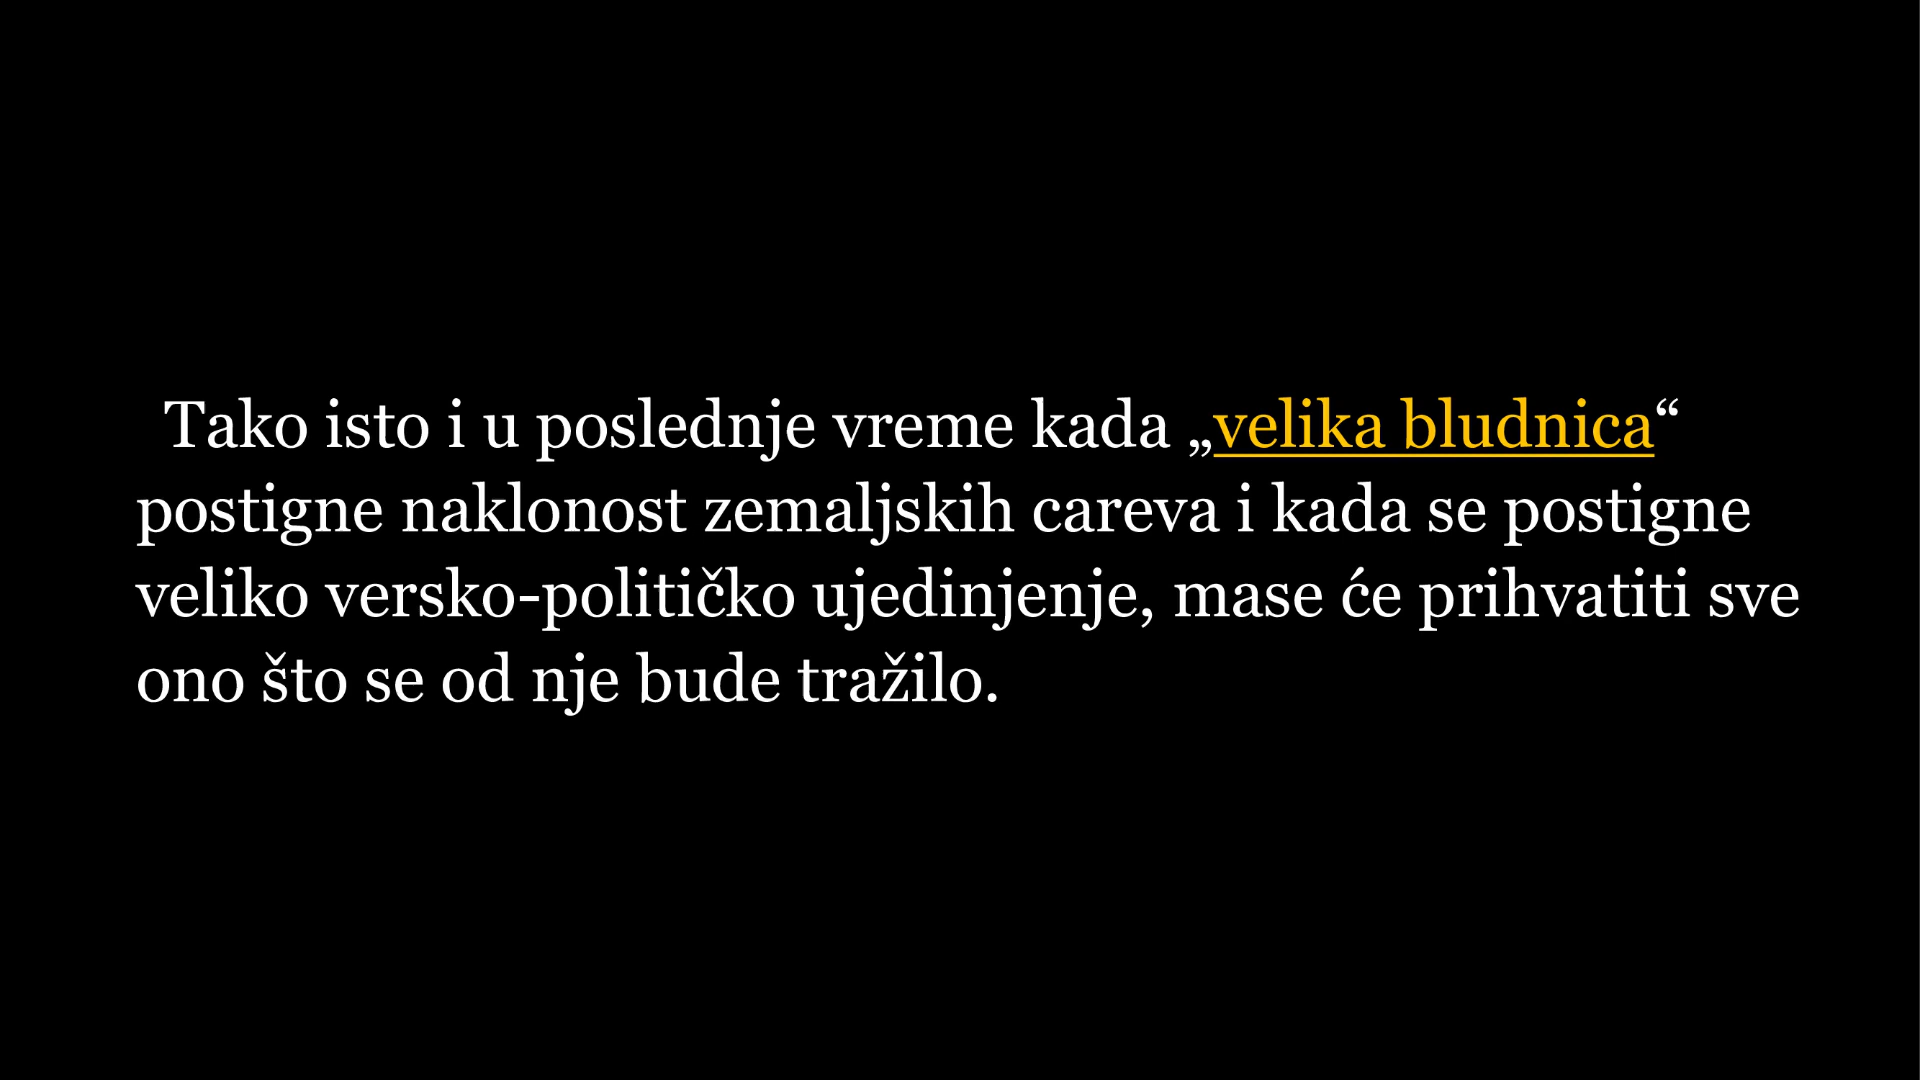 Tako isto i u poslednje vreme kada „velika bludnica“
postigne naklonost zemaljskih careva i kada se postigne
veliko versko-političko ujedinjenje, mase će prihvatiti sve
ono što se od nje bude tražilo.